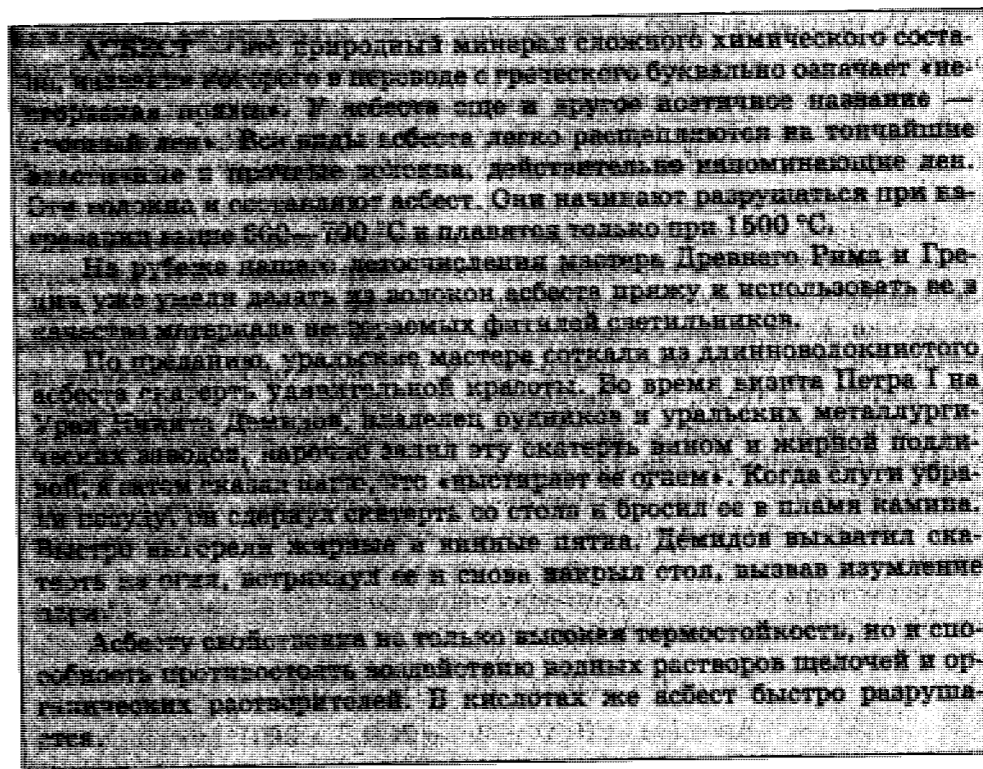 АСБЕСТ — это природный минерал сложного химического соста-
ва, название которого в переводе с греческого буквально означает «не-
сгораемая пряжа». У асбеста еще и другое поэтичное название —
«горный лен». Все виды асбеста легко расщепляются на тончайшие
эластичные и прочные волокна, действительно напоминающие лен.
Эти волокна и составляют асбест. Они начинают разрушаться при на-
гревании выше 600— 700 °С и плавятся только при 1500 °С.
На рубеже нашего летосчисления мастера Древнего Рима и Гре-
ции уже умели делать из волокон асбеста пряжу и использовать ее в
качестве материала несгораемых фитилей светильников.
По преданию, уральские мастера соткали из длинноволокнистого
асбеста скатерть удивительной красоты. Во время визита Петра I на
Урал Никита Демидов, владелец рудников и уральских металлурги-
ческих заводов, нарочно залил эту скатерть вином и жирной подли-
вой, а затем сказал царю, что «выстирает ее огнем». Когда слуги убра-
ли посуду, он сдернул скатерть со стола и бросил ее в пламя камина.
Быстро выгорели жирные и винные пятна. Демидов выхватил ска-
терть из огня, встряхнул ее и снова накрыл стол, вызвав изумление
царя.
Асбесту свойственна не только высокая термостойкость, но и спо-
собность противостоять воздействию водных растворов щелочей и ор-
ганических растворителей. В кислотах же асбест быстро разруша-
ется.